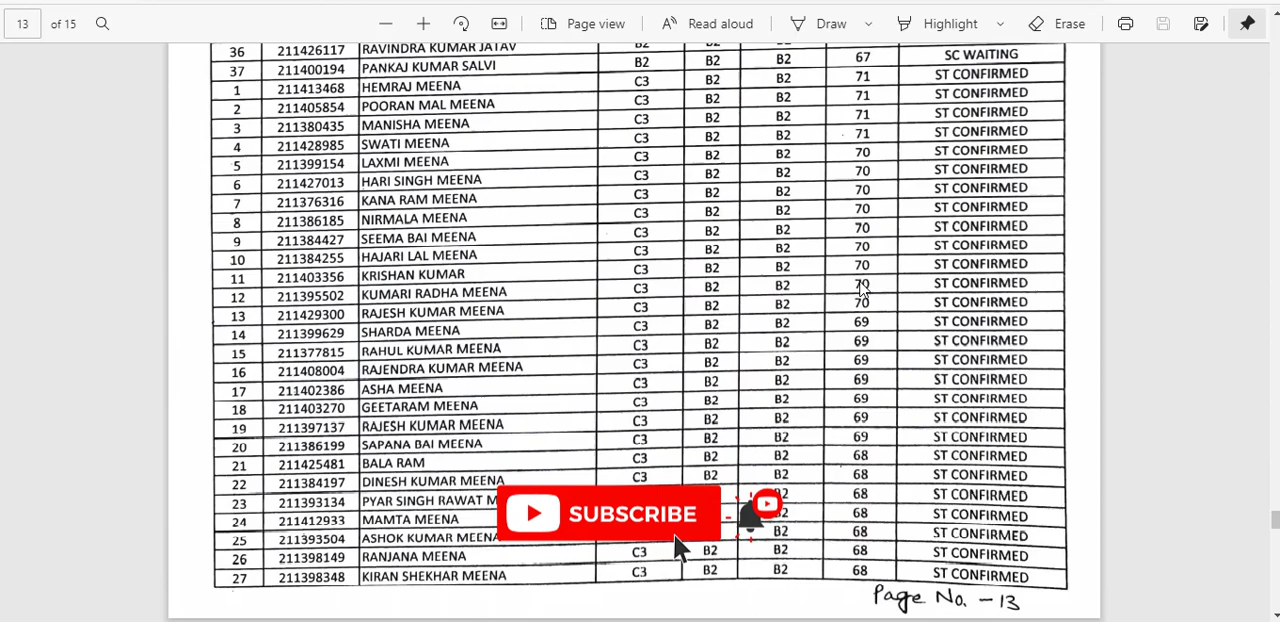 13 of 15 Page view Read aloud Draw Highlight Erase
36 211426117 RAVINDRA KUMAR JATAV B2 B2
37 211400194 PANKAJ KUMAR SALVI B2 B2 B2 67 SC WAITING
1 211413468 HEMRAJ MEENA C3 B2 B2 71 ST CONFIRMED
2 211405854 POORAN MAL MEENA C3 B2 B2 71 ST CONFIRMED
3 211380435 MANISHA MEENA C3 B2 B2 71 ST CONFIRMED
4 211428985 SWATI MEENA C3 B2 B2 71 ST CONFIRMED
5 211399154 LAXMI MEENA C3 B2 B2 70 ST CONFIRMED
6 211427013 HARI SINGH MEENA C3 B2 B2 70 ST CONFIRMED
7 211376316 KANA RAM MEENA C3 B2 B2 70 ST CONFIRMED
8 211386185 NIRMALA MEENA C3 B2 B2 70 ST CONFIRMED
9 211384427 SEEMA BAI MEENA C3 B2 B2 70 ST CONFIRMED
10 211384255 HAJARI LAL MEENA C3 B2 B2 70 ST CONFIRMED
11 211403356 KRISHAN KUMAR C3 B2 B2 70 ST CONFIRMED
12 211395502 KUMARI RADHA MEENA C3 B2 B2 70 ST CONFIRMED
13 211429300 RAJESH KUMAR MEENA C3 B2 B2 70 ST CONFIRMED
14 211399629 SHARDA MEENA C3 B2 B2 69 ST CONFIRMED
15 211377815 RAHUL KUMAR MEENA C3 B2 B2 69 ST CONFIRMED
16 211408004 RAJENDRA KUMAR MEENA C3 B2 B2 69 ST CONFIRMED
17 211402386 ASHA MEENA C3 B2 B2 69 ST CONFIRMED
18 211403270 GEETARAM MEENA C3 B2 B2 69 ST CONFIRMED
19 211397137 RAJESH KUMAR MEENA C3 B2 B2 69 ST CONFIRMED
20 211386199 SAPANA BAI MEENA C3 B2 B2 69 ST CONFIRMED
21 211425481 BALA RAM C3 B2 B2 68 ST CONFIRMED
22 211384197 DINESH KUMAR MEENA C3 B2 B2 68 ST CONFIRMED
23 211393134 PYAR SINGH RAWAT M 68 ST CONFIRMED
24 211412933 MAMTA MEENA 68 ST CONFIRMED
25 211393504 ASHOK KUMAR MEENA B2 68 ST CONFIRMED
26 211398149 RANJANA MEENA C3 B2 B2 68 ST CONFIRMED
27 211398348 KIRAN SHEKHAR MEENA C3 B2 B2 68 ST CONFIRMED
SUBSCRIBE
Page No. - 13